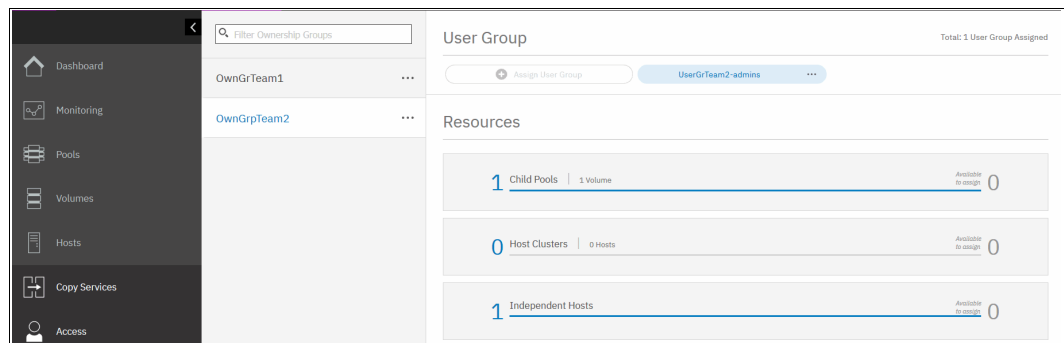 Dashboard
Monitoring
Pools
Volumes
Hosts
Copy Services
Access
Filter Ownership Groups
OwnGrTeam1
OwnGrpTeam2
User Group
Total: 1 User Group Assigned
Assign User Group
UserGrTeam2-admins
Resources
1 Child Pools | 1 Volume Available to assign 0
0 Host Clusters | 0 Hosts Available to assign 0
1 Independent Hosts Available to assign 0